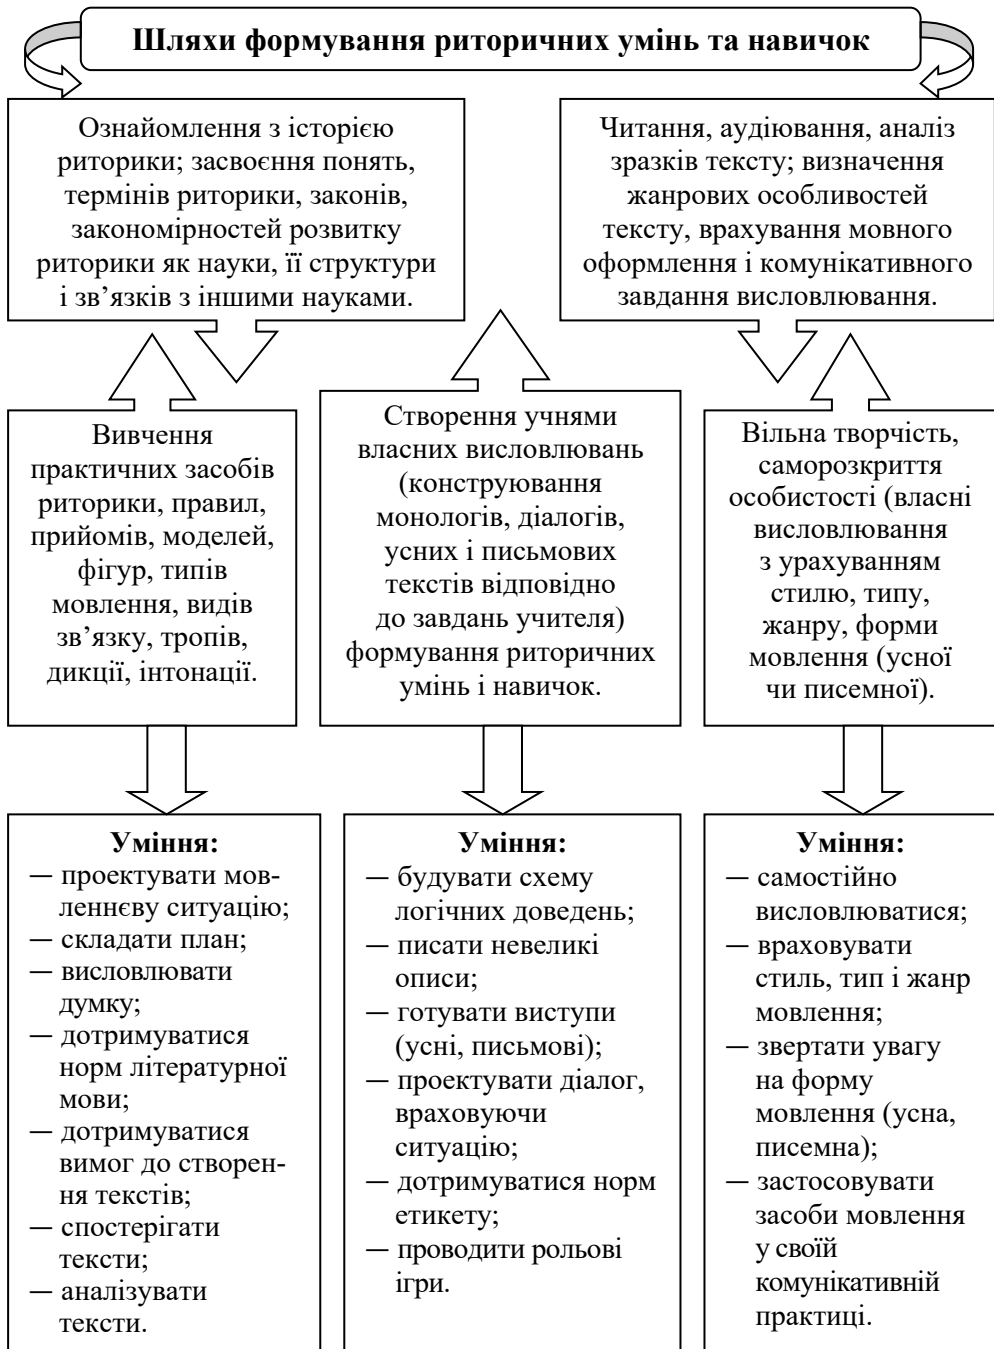 Шляхи формування риторичних умінь та навичок
Ознайомлення з історією
риторики; засвоєння понять,
термінів риторики, законів,
закономірностей розвитку
риторики як науки, її структури
і зв’язків з іншими науками.
Читання, аудіювання, аналіз
зразків тексту; визначення
жанрових особливостей
тексту, врахування мовного
оформлення і комунікативного
завдання висловлювання.
Вивчення
практичних засобів
риторики, правил,
прийомів, моделей,
фігур, типів
мовлення, видів
зв’язку, тропів,
дикції, інтонації.
Створення учнями
власних висловлювань
(конструювання
монологів, діалогів,
усних і письмових
текстів відповідно
до завдань учителя)
формування риторичних
умінь і навичок.
Вільна творчість,
саморозкриття
особистості (власні
висловлювання
з урахуванням
стилю, типу,
жанру, форми
мовлення (усної
чи писемної).
Уміння:
— проектувати мов-
леннєву ситуацію;
— складати план;
— висловлювати
думку;
— дотримуватися
норм літературної
мови;
— дотримуватися
вимог до створен-
ня текстів;
— спостерігати
тексти;
— аналізувати
тексти.
Уміння:
— будувати схему
логічних доведень;
— писати невеликі
описи;
— готувати виступи
(усні, письмові);
— проектувати діалог,
враховуючи
ситуацію;
— дотримуватися норм
етикету;
— проводити рольові
ігри.
Уміння:
— самостійно
висловлюватися;
— враховувати
стиль, тип і жанр
мовлення;
— звертати увагу
на форму
мовлення (усна,
писемна);
— застосовувати
засоби мовлення
у своїй
комунікативній
практиці.